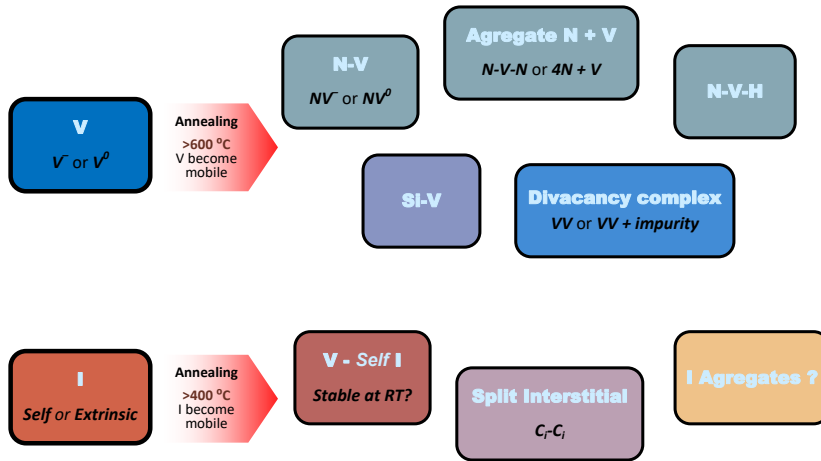 V
V⁻ or V⁰
Annealing
>600 ⁰C
V become
mobile
N-V
NV⁻ or NV⁰
Agregate N + V
N-V-N or 4N + V
N-V-H
SI-V
Divacancy complex
VV or VV + impurity
I
Self or Extrinsic
Annealing
>400 ⁰C
I become
mobile
V - Self I
Stable at RT?
Split Interstitial
Cᵢ-Cᵢ
I Agregates ?